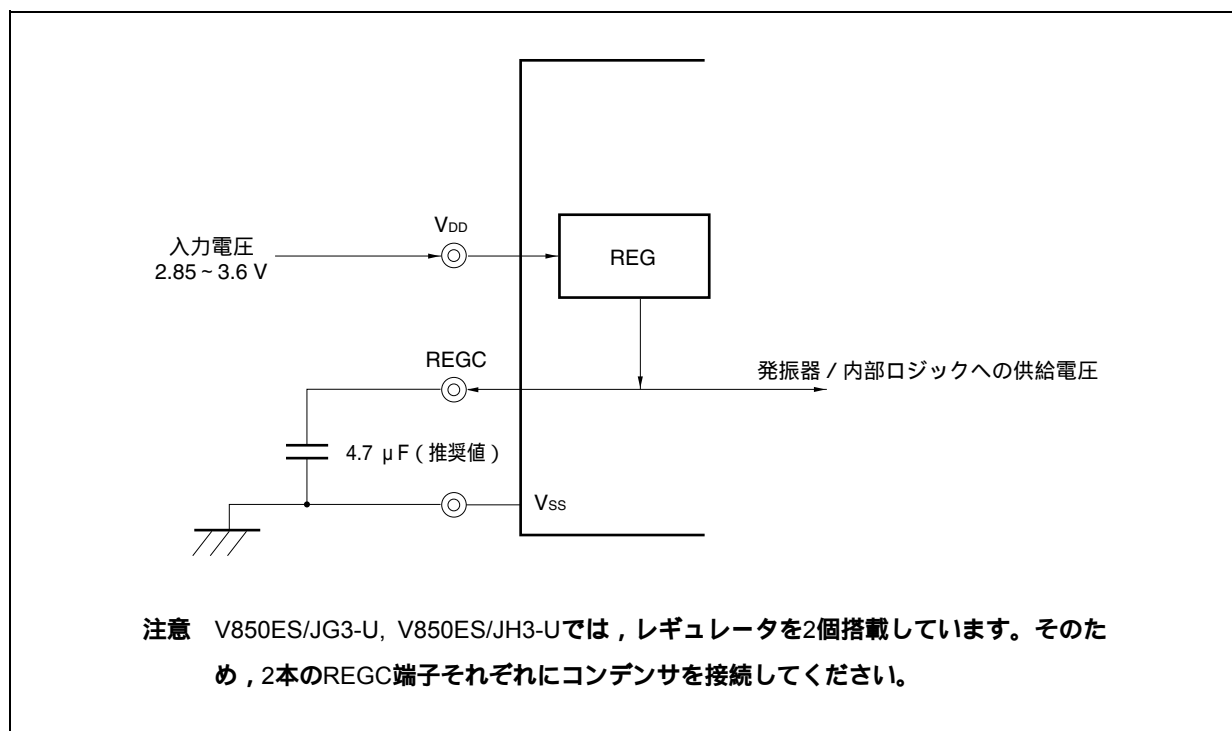 VDD
入力電圧
2.85 ~ 3.6 V
REG
REGC
発振器 / 内部ロジックへの供給電圧
4.7 μF（推奨値）
VSS
注意 V850ES/JG3-U, V850ES/JH3-Uでは，レギュレータを2個搭載しています。そのた
め，2本のREGC端子それぞれにコンデンサを接続してください。